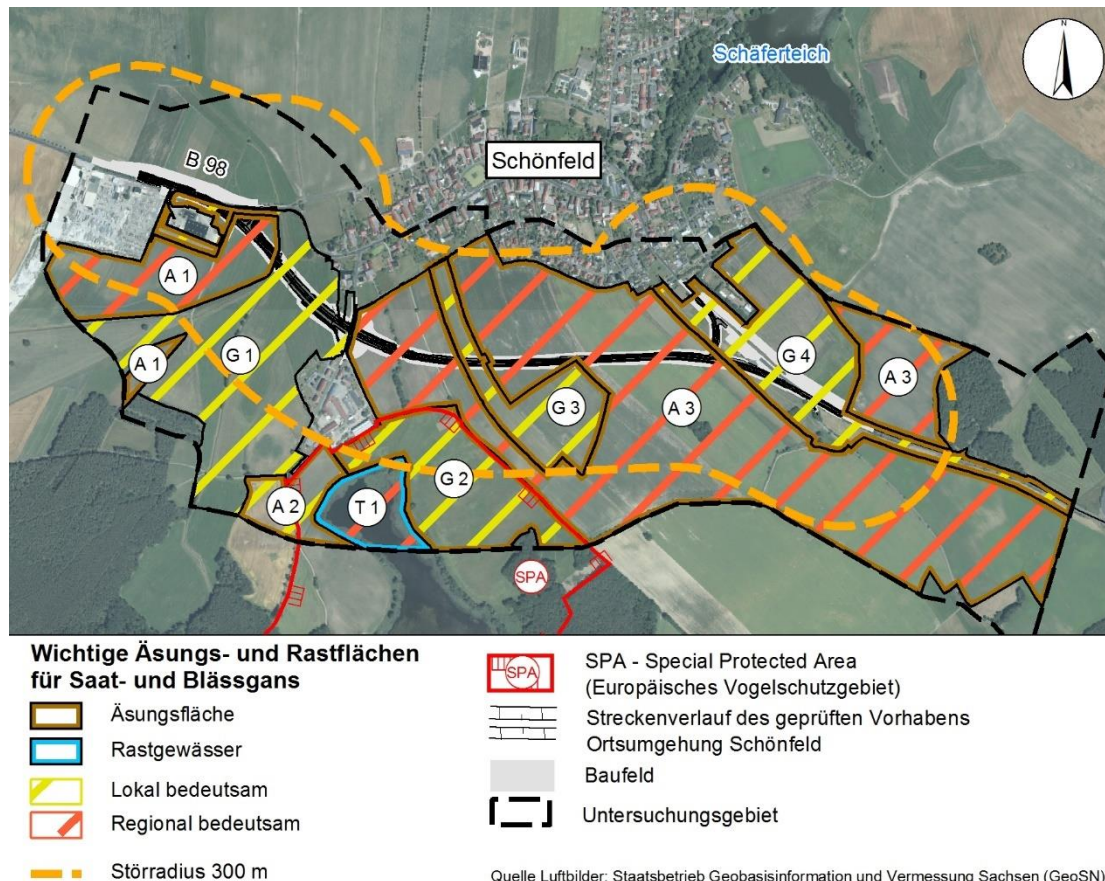 N
Schäferteich
B 98
Schönfeld
A 1
A 1
G 1
G 4
A 3
G 3
A 3
G 2
A 2
T 1
SPA
Wichtige Äsungs- und Rastflächen
für Saat- und Blässgans
Äsungsfläche
Rastgewässer
Lokal bedeutsam
Regional bedeutsam
Störradius 300 m
SPA
SPA - Special Protected Area
(Europäisches Vogelschutzgebiet)
Streckenverlauf des geprüften Vorhabens
Ortsumgehung Schönfeld
Baufeld
Untersuchungsgebiet
Quelle Luftbilder: Staatsbetrieb Geobasisinformation und Vermessung Sachsen (GeoSN)